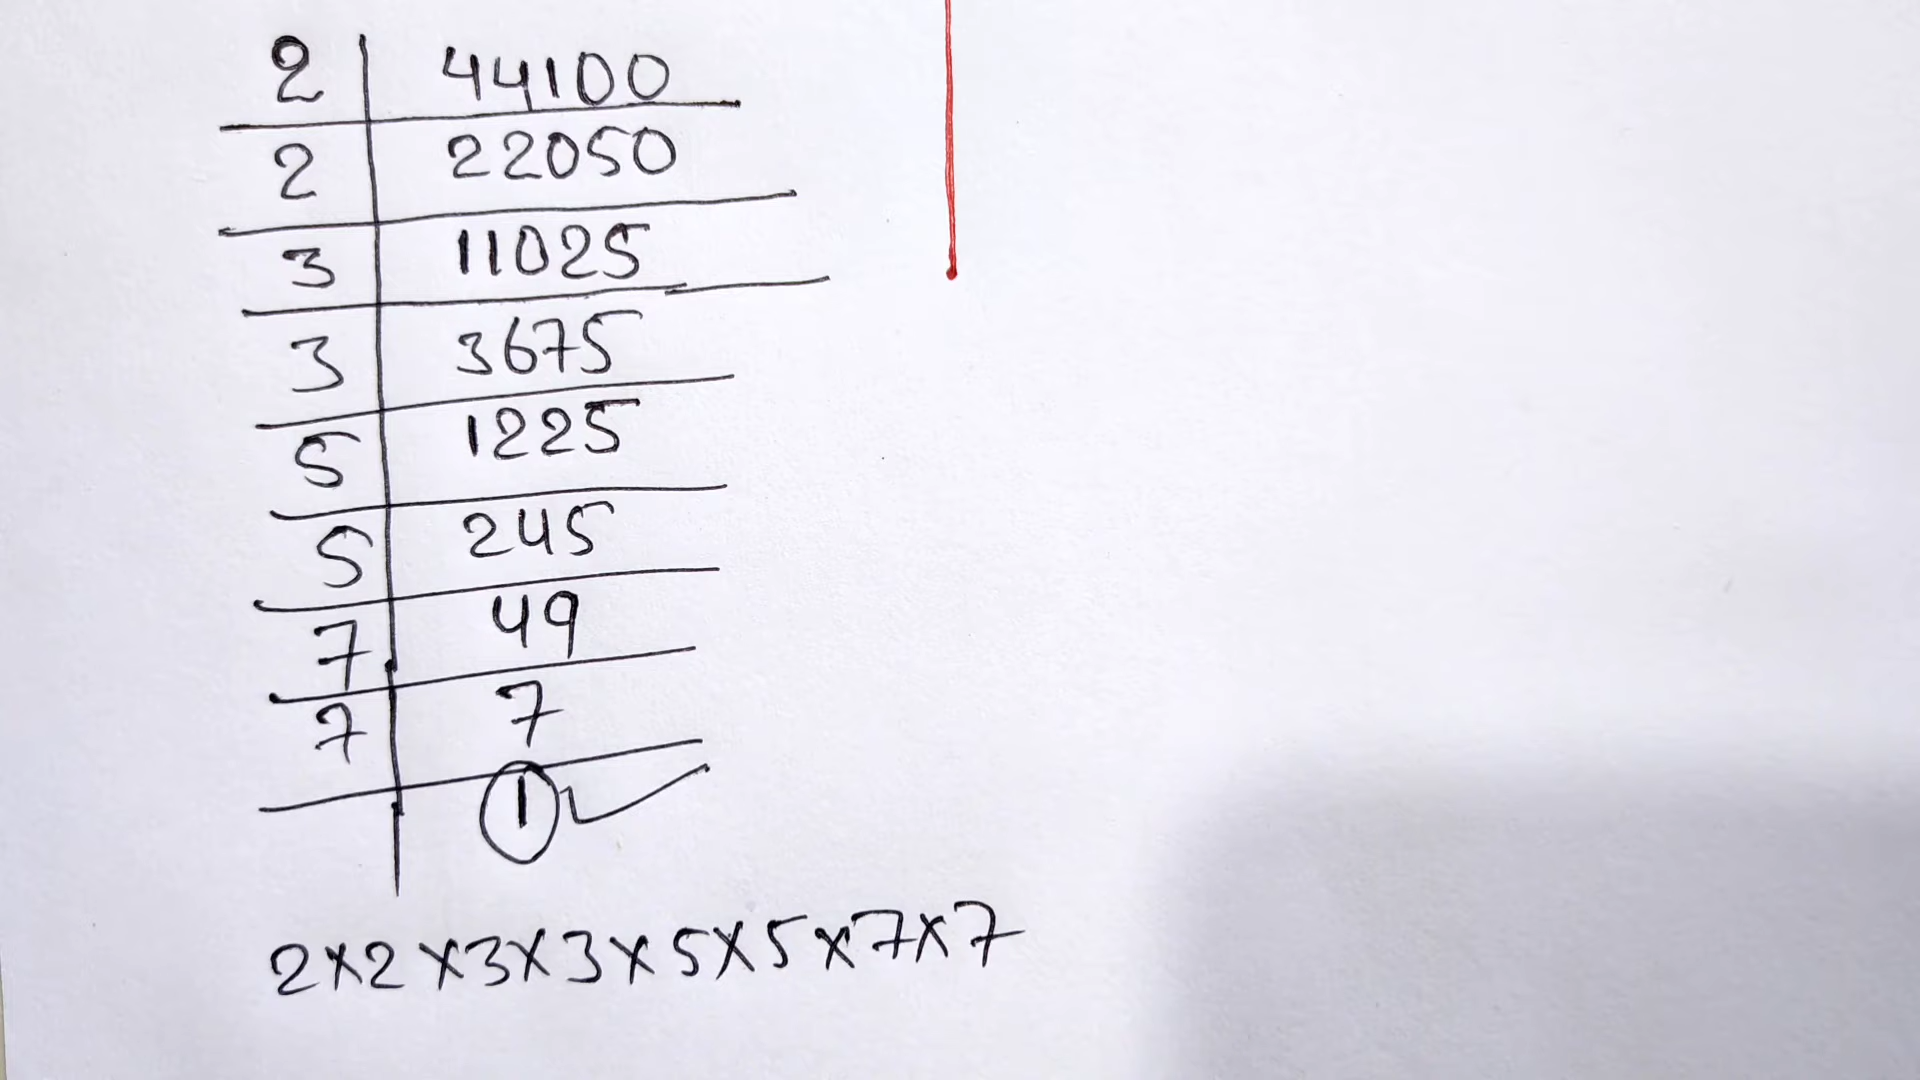 2 | 44100
2 | 22050
3 | 11025
3 | 3675
5 | 1225
5 | 245
7 | 49
7 | 7
1
2×2×3×3×5×5×7×7